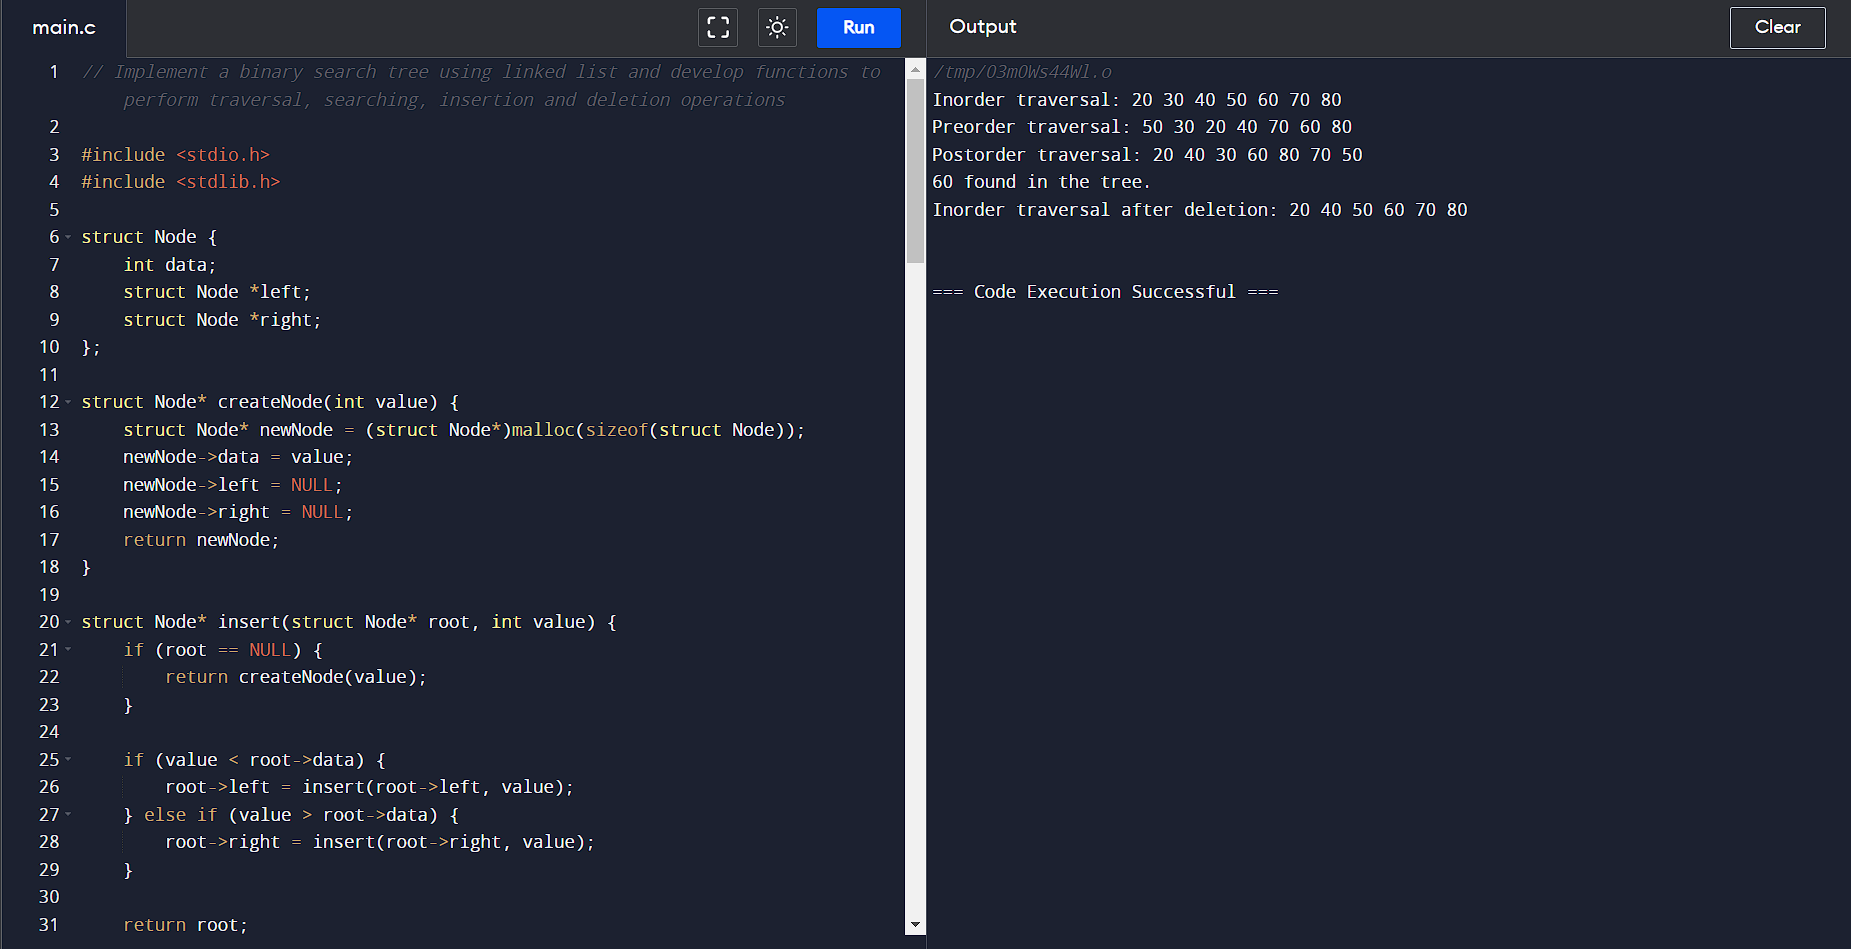 main.c
Run
1 // Implement a binary search tree using linked list and develop functions to
perform traversal, searching, insertion and deletion operations
2
3 #include <stdio.h>
4 #include <stdlib.h>
5
6 struct Node {
7     int data;
8     struct Node *left;
9     struct Node *right;
10 };
11
12 struct Node* createNode(int value) {
13     struct Node* newNode = (struct Node*)malloc(sizeof(struct Node));
14     newNode->data = value;
15     newNode->left = NULL;
16     newNode->right = NULL;
17     return newNode;
18 }
19
20 struct Node* insert(struct Node* root, int value) {
21     if (root == NULL) {
22         return createNode(value);
23     }
24
25     if (value < root->data) {
26         root->left = insert(root->left, value);
27     } else if (value > root->data) {
28         root->right = insert(root->right, value);
29     }
30
31     return root;
Output
Clear
/tmp/O3mOWs44Wl.o
Inorder traversal: 20 30 40 50 60 70 80
Preorder traversal: 50 30 20 40 70 60 80
Postorder traversal: 20 40 30 60 80 70 50
60 found in the tree.
Inorder traversal after deletion: 20 40 50 60 70 80
=== Code Execution Successful ===